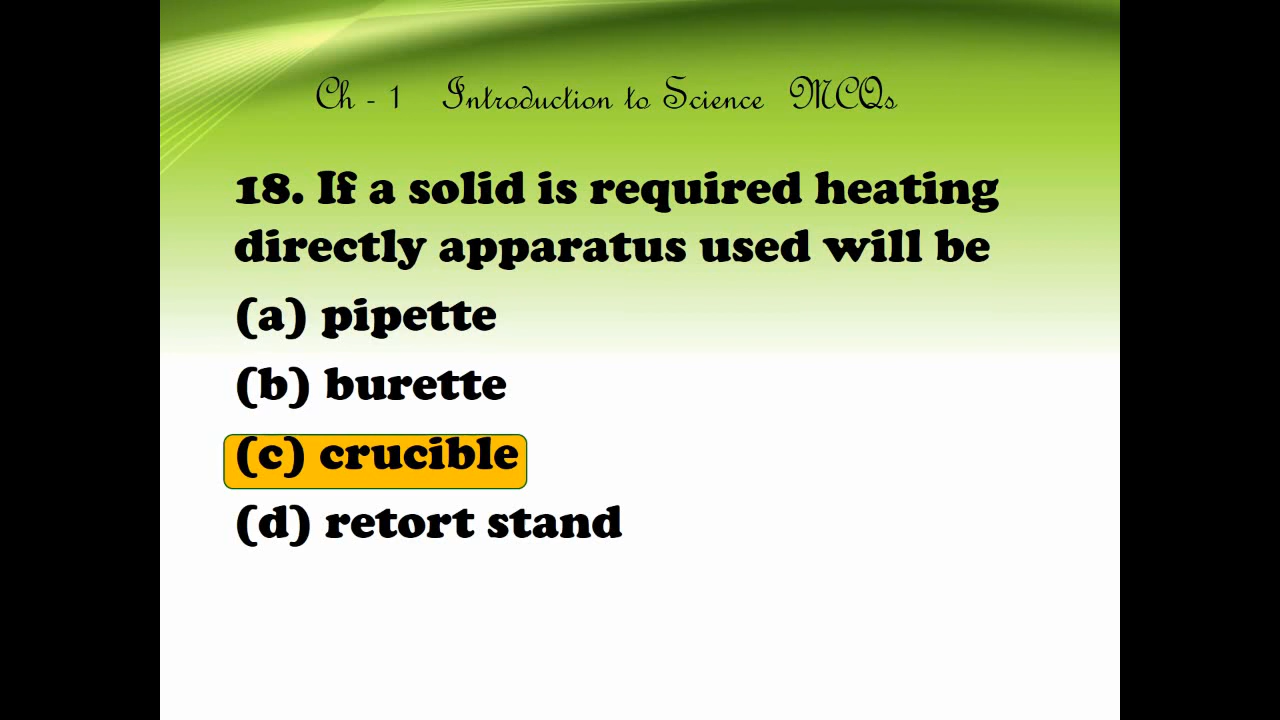 Ch - 1 Introduction to Science MCQs
18. If a solid is required heating
directly apparatus used will be
(a) pipette
(b) burette
(c) crucible
(d) retort stand